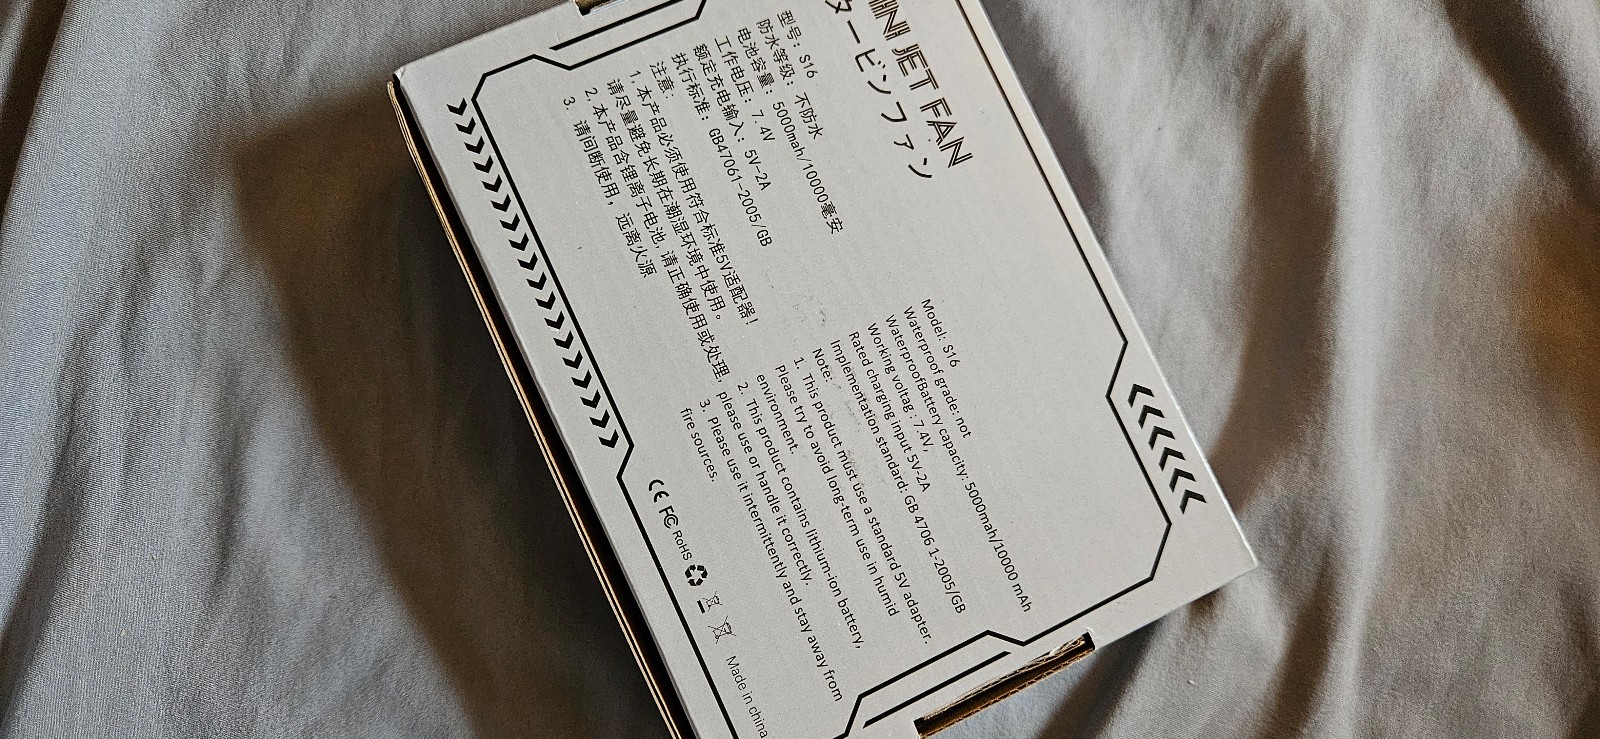 MINI JET FAN
タービンファン
型号：S16
防水等级：不防水
电池容量：5000mah/10000毫安
工作电压：7.4V
额定充电输入：5V-2A
执行标准：GB47061-2005/GB
注意：
1. 本产品必须使用符合标准5V适配器!
请尽量避免长期在潮湿环境中使用。
2. 本产品含锂离子电池,请正确使用或处理,
3. 请间断使用，远离火源
Model: S16
Waterproof grade: not
WaterproofBattery capacity: 5000mah/10000 mAh
Working voltag : 7.4V,
Rated charging input 5V-2A
Implementation standard: GB 4706 1-2005/GB
Note:
1. This product must use a standard 5V adapter.
Please try to avoid long-term use in humid
environment.
2. This product contains lithium-ion battery,
please use or handle it correctly.
3. Please use it intermittently and stay away from
fire sources.
CE FC RoHS
Made in china